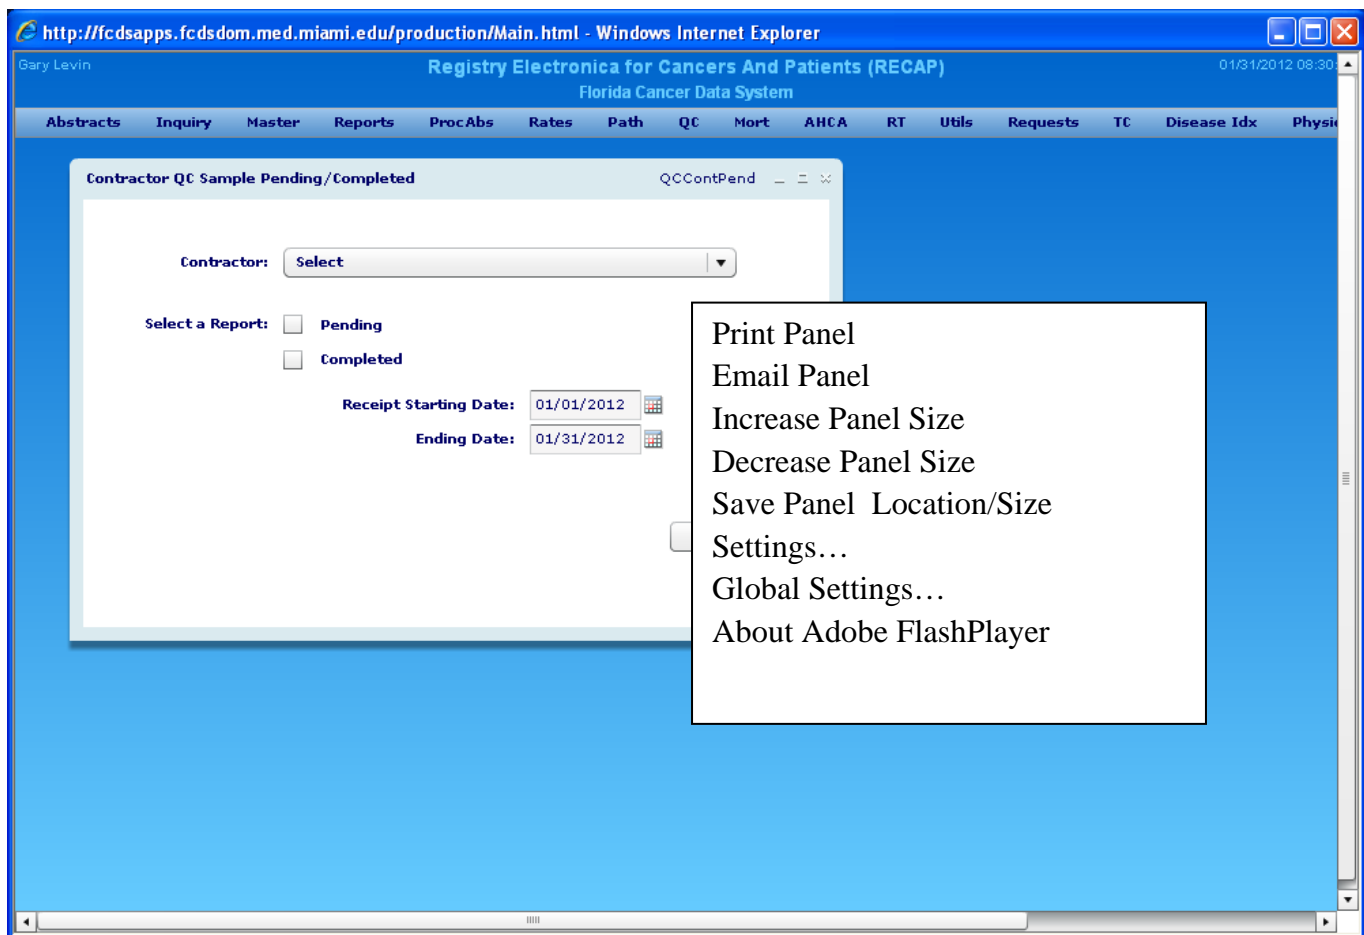 http://fcdsapps.fcdsdom.med.miami.edu/production/Main.html - Windows Internet Explorer
Gary Levin Registry Electronica for Cancers And Patients (RECAP) 01/31/2012 08:30:
Florida Cancer Data System
Abstracts Inquiry Master Reports ProcAbs Rates Path QC Mort AHCA RT Utils Requests TC Disease Idx Physi
Contractor QC Sample Pending/Completed QCContPend
Contractor: Select
Select a Report: Pending
Completed
Receipt Starting Date: 01/01/2012
Ending Date: 01/31/2012
Print Panel
Email Panel
Increase Panel Size
Decrease Panel Size
Save Panel Location/Size
Settings…
Global Settings…
About Adobe FlashPlayer